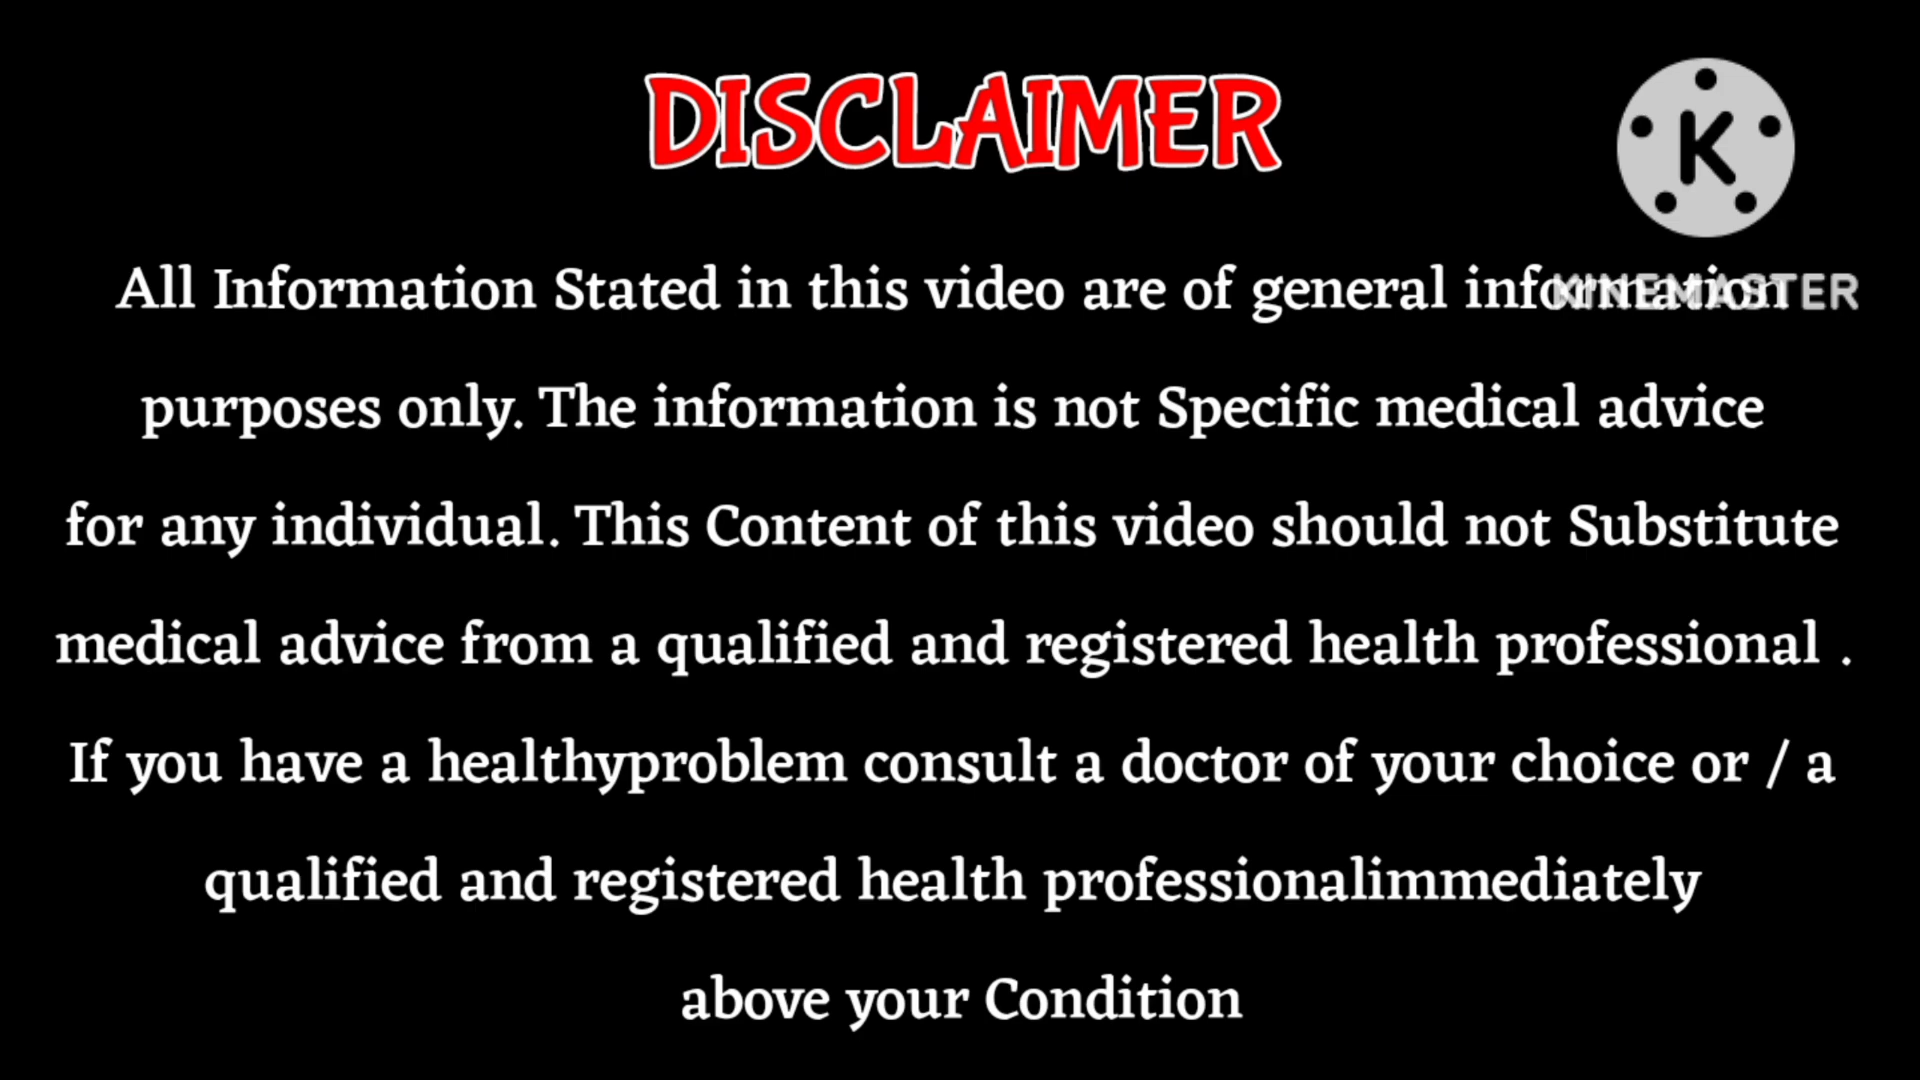 DISCLAIMER
K
KINEMASTER
All Information Stated in this video are of general information
purposes only. The information is not Specific medical advice
for any individual. This Content of this video should not Substitute
medical advice from a qualified and registered health professional .
If you have a healthyproblem consult a doctor of your choice or / a
qualified and registered health professionalimmediately
above your Condition